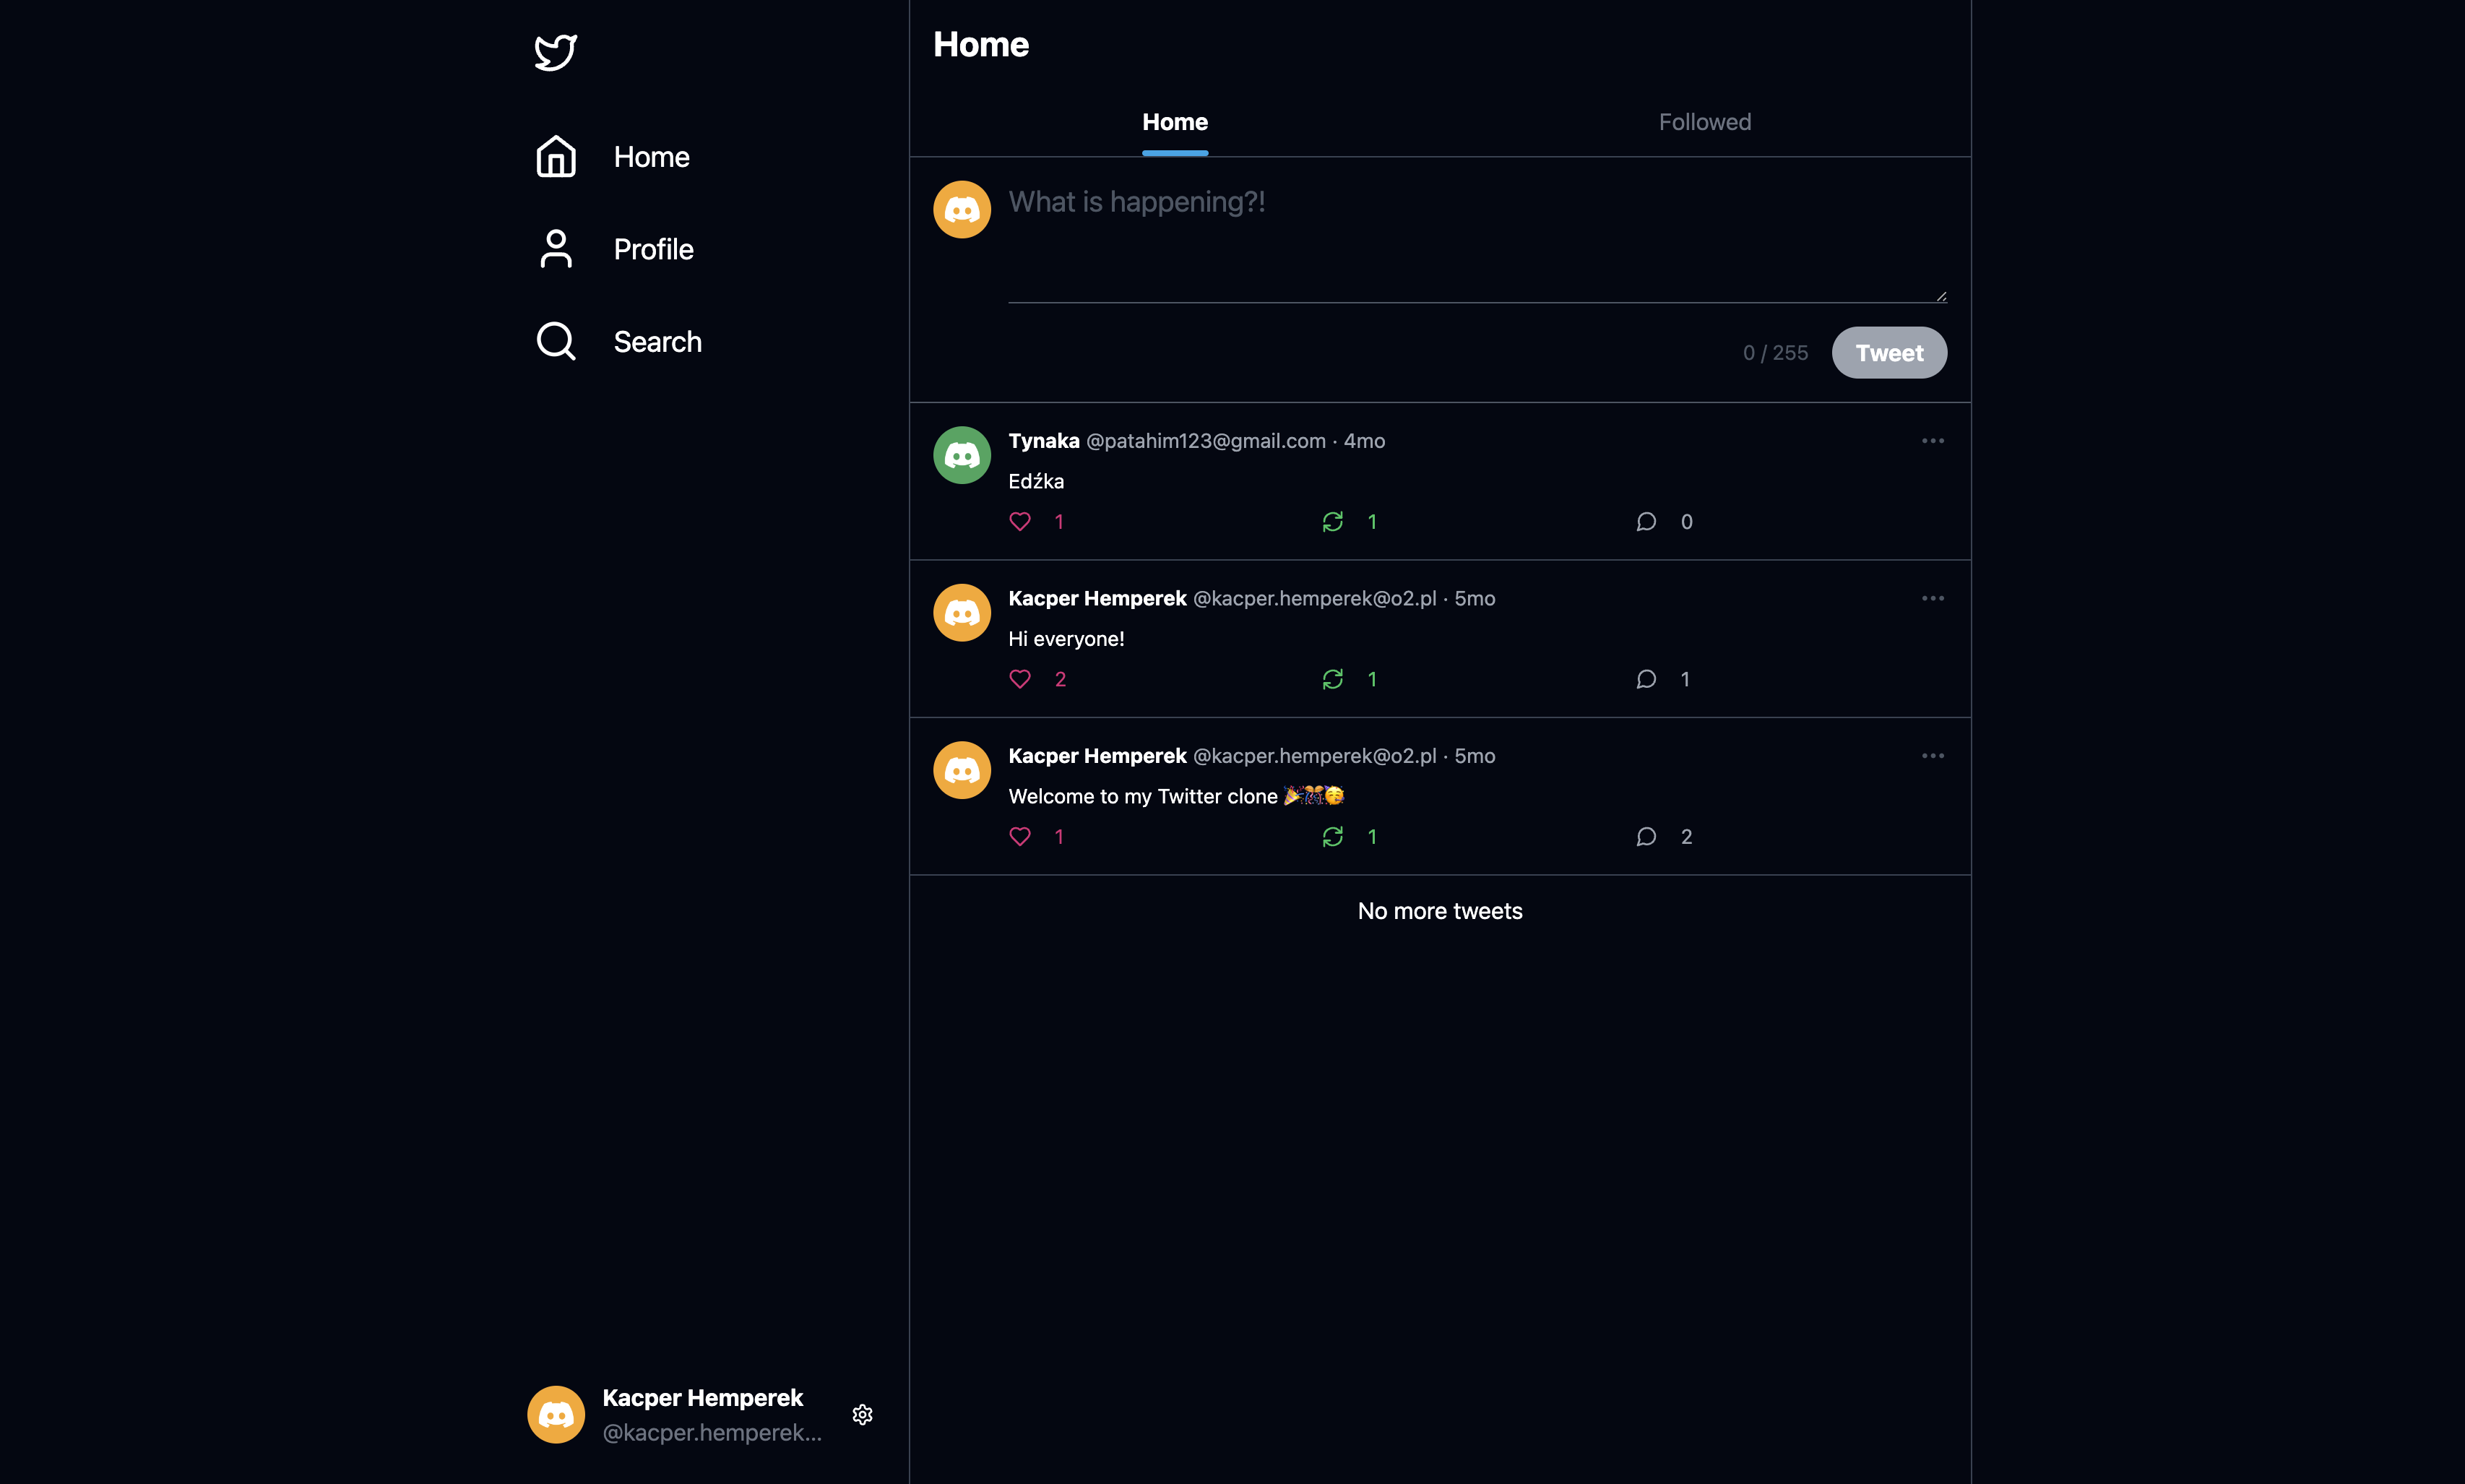 Home
Profile
Search
Kacper Hemperek
@kacper.hemperek...
Home
Home Followed
What is happening?!
0 / 255 Tweet
Tynaka @patahim123@gmail.com · 4mo
Edźka
1 1 0
Kacper Hemperek @kacper.hemperek@o2.pl · 5mo
Hi everyone!
2 1 1
Kacper Hemperek @kacper.hemperek@o2.pl · 5mo
Welcome to my Twitter clone 🎉🎊🥳
1 1 2
No more tweets